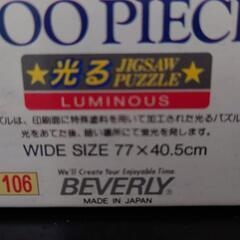 00 PIECE
★光る JIGSAW PUZZLE★
LUMINOUS
ズルは、印刷面に特殊塗料を用いて加工された光るパズル
光をあてた後、暗い場所にて蛍光を発します。
WIDE SIZE 77×40.5cm
We'll Create Your Enjoyable Time.
106
BEVERLY®
MADE IN JAPAN